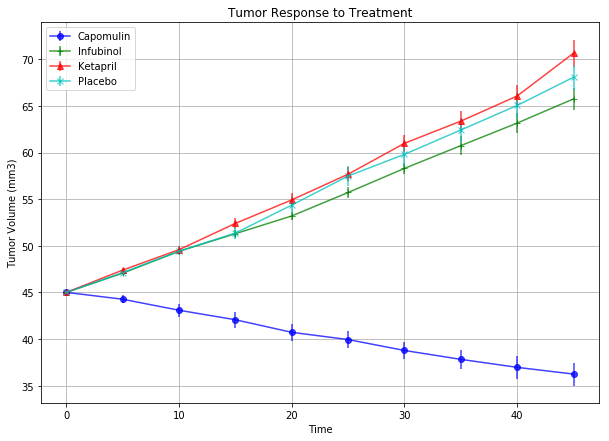 Tumor Response to Treatment
Capomulin
Infubinol
Ketapril
Placebo
Tumor Volume (mm3)
70
65
60
55
50
45
40
35
0
10
20
30
40
Time